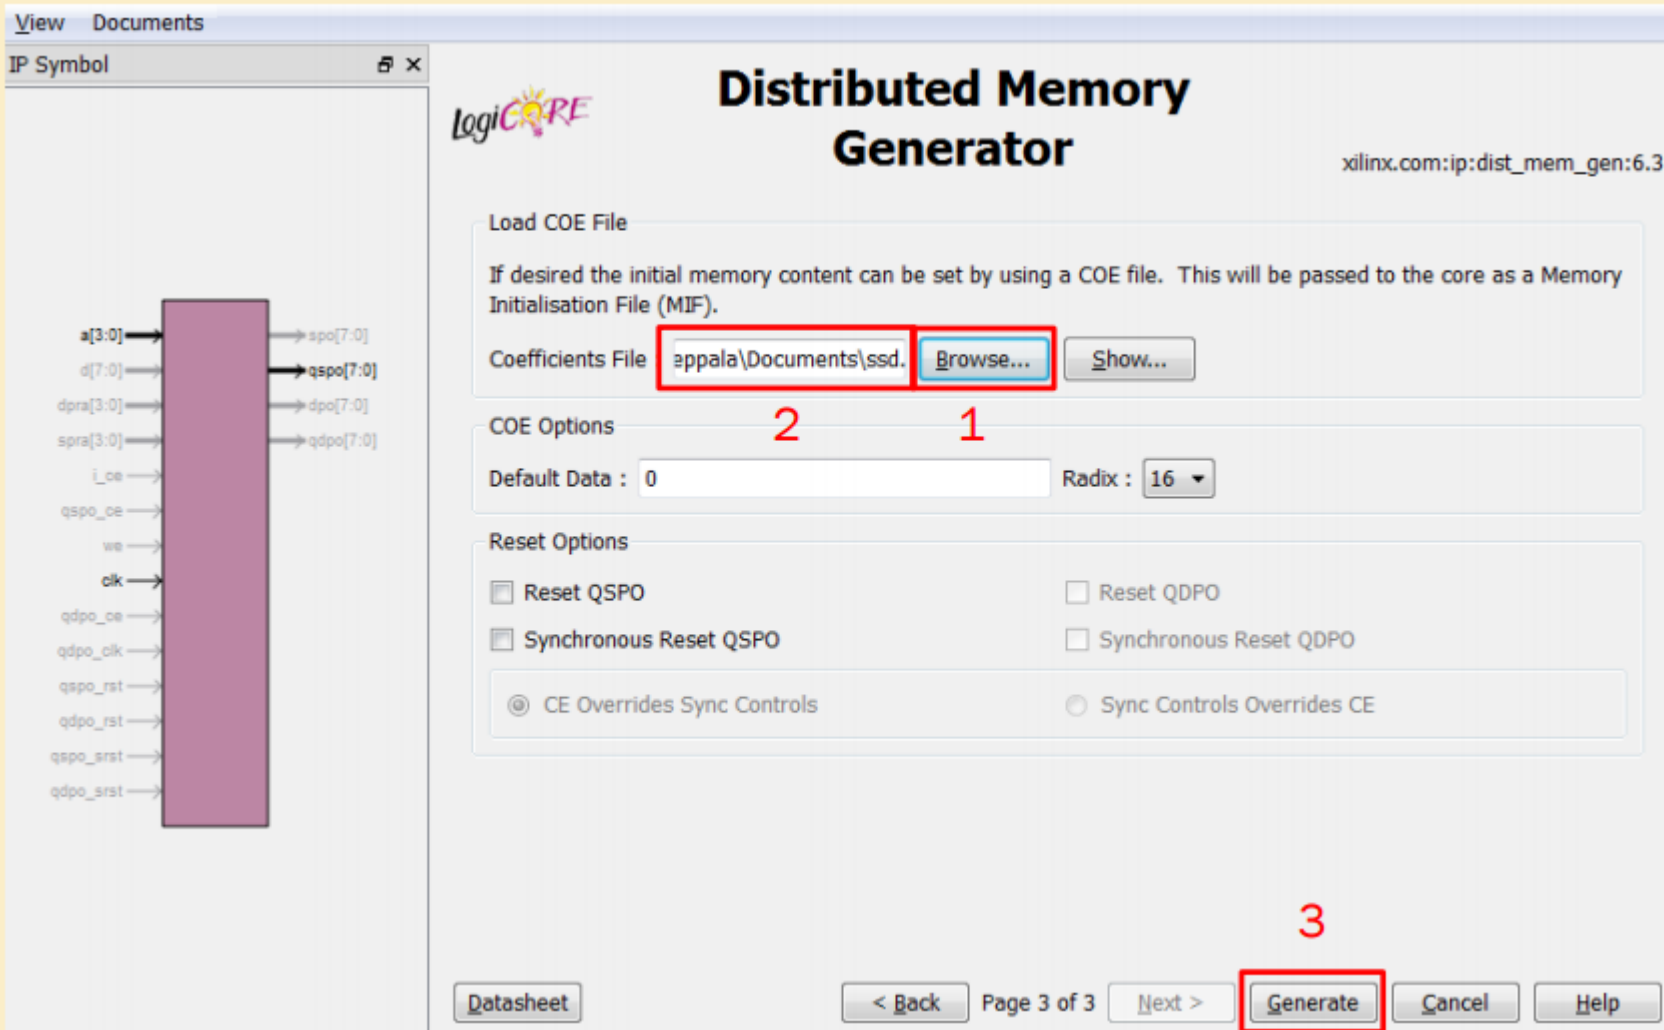 View Documents
IP Symbol
a[3:0]
d[7:0]
dpra[3:0]
spra[3:0]
i_ce
qspo_ce
we
clk
qdpo_ce
qdpo_clk
qspo_rst
qdpo_rst
qspo_srst
qdpo_srst
spo[7:0]
qspo[7:0]
dpo[7:0]
qdpo[7:0]
LogiCORE
Distributed Memory
Generator
xilinx.com:ip:dist_mem_gen:6.3
Load COE File
If desired the initial memory content can be set by using a COE file. This will be passed to the core as a Memory
Initialisation File (MIF).
Coefficients File eppala\Documents\ssd. Browse... Show...
2 1
COE Options
Default Data : 0 Radix : 16
Reset Options
Reset QSPO Reset QDPO
Synchronous Reset QSPO Synchronous Reset QDPO
CE Overrides Sync Controls Sync Controls Overrides CE
3
Datasheet < Back Page 3 of 3 Next > Generate Cancel Help